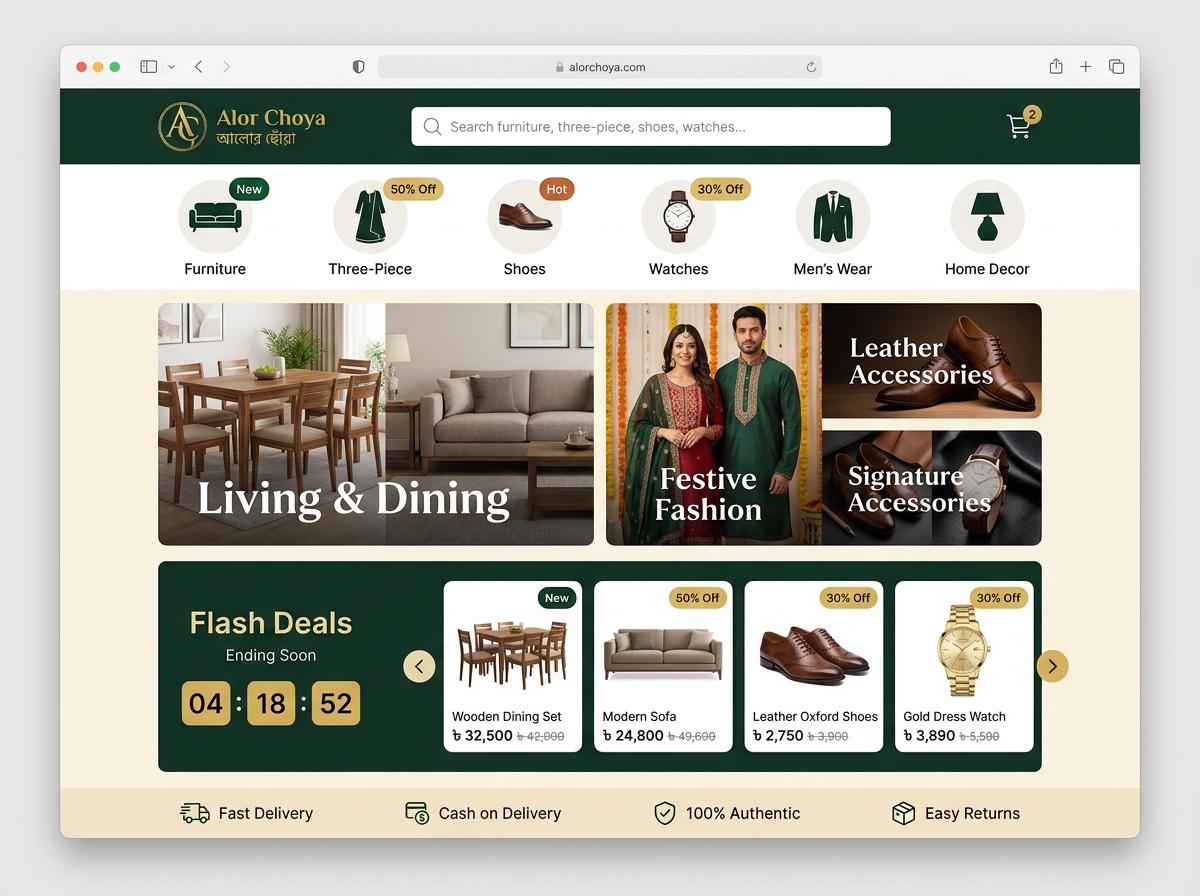 alorchoya.com
Alor Choya
আলোর ছোঁয়া
Search furniture, three-piece, shoes, watches...
2
New
50% Off
Hot
30% Off
Furniture
Three-Piece
Shoes
Watches
Men's Wear
Home Decor
Living & Dining
Festive
Fashion
Leather
Accessories
Signature
Accessories
Flash Deals
Ending Soon
04 : 18 : 52
New
Wooden Dining Set
৳ 32,500 ৳ 42,000
50% Off
Modern Sofa
৳ 24,800 ৳ 49,600
30% Off
Leather Oxford Shoes
৳ 2,750 ৳ 3,900
30% Off
Gold Dress Watch
৳ 3,890 ৳ 5,500
Fast Delivery
Cash on Delivery
100% Authentic
Easy Returns